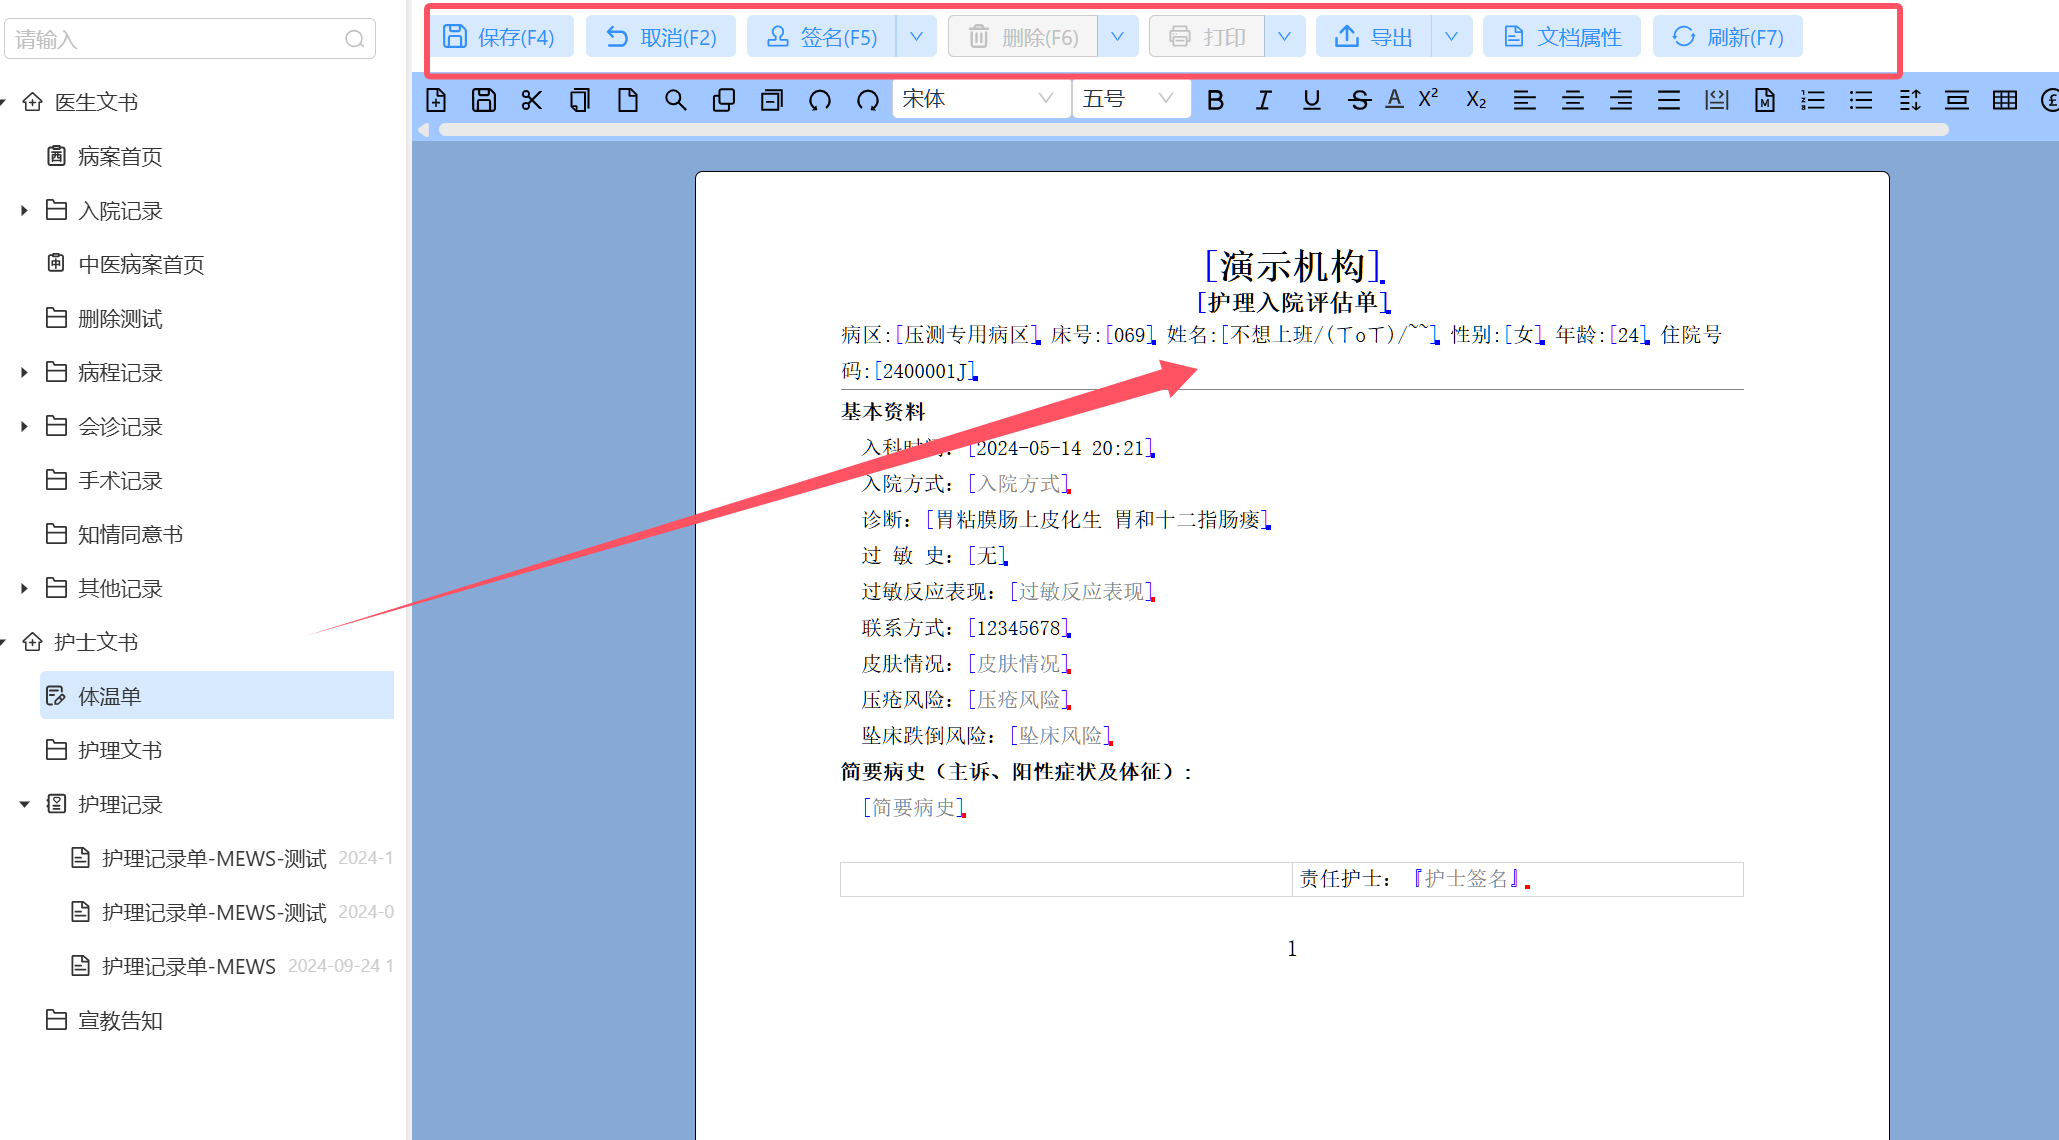 请输入
医生文书
病案首页
入院记录
中医病案首页
删除测试
病程记录
会诊记录
手术记录
知情同意书
其他记录
护士文书
体温单
护理文书
护理记录
护理记录单-MEWS-测试 2024-1
护理记录单-MEWS-测试 2024-0
护理记录单-MEWS 2024-09-24 1
宣教告知
保存(F4) 取消(F2) 签名(F5) 删除(F6) 打印 导出 文档属性 刷新(F7)
宋体 五号 B I U S A X² X₂
[演示机构]
[护理入院评估单]
病区:[压测专用病区] 床号:[069] 姓名:[不想上班/(ㄒoㄒ)/~~] 性别:[女] 年龄:[24] 住院号
码:[2400001J]
基本资料
入科时间：[2024-05-14 20:21]
入院方式：[入院方式]
诊断：[胃粘膜肠上皮化生 胃和十二指肠瘘]
过 敏 史：[无]
过敏反应表现：[过敏反应表现]
联系方式：[12345678]
皮肤情况：[皮肤情况]
压疮风险：[压疮风险]
坠床跌倒风险：[坠床风险]
简要病史（主诉、阳性症状及体征）：
[简要病史]
责任护士：『护士签名』
1